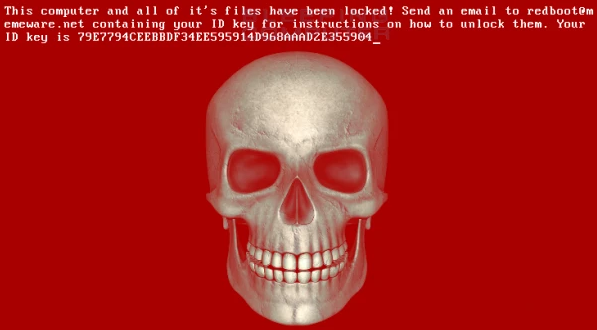 This computer and all of it's files have been locked! Send an email to redboot@m
emeware.net containing your ID key for instructions on how to unlock them. Your
ID key is 79E7794CEEBBDF34EE595914D968AAAD2E355904_